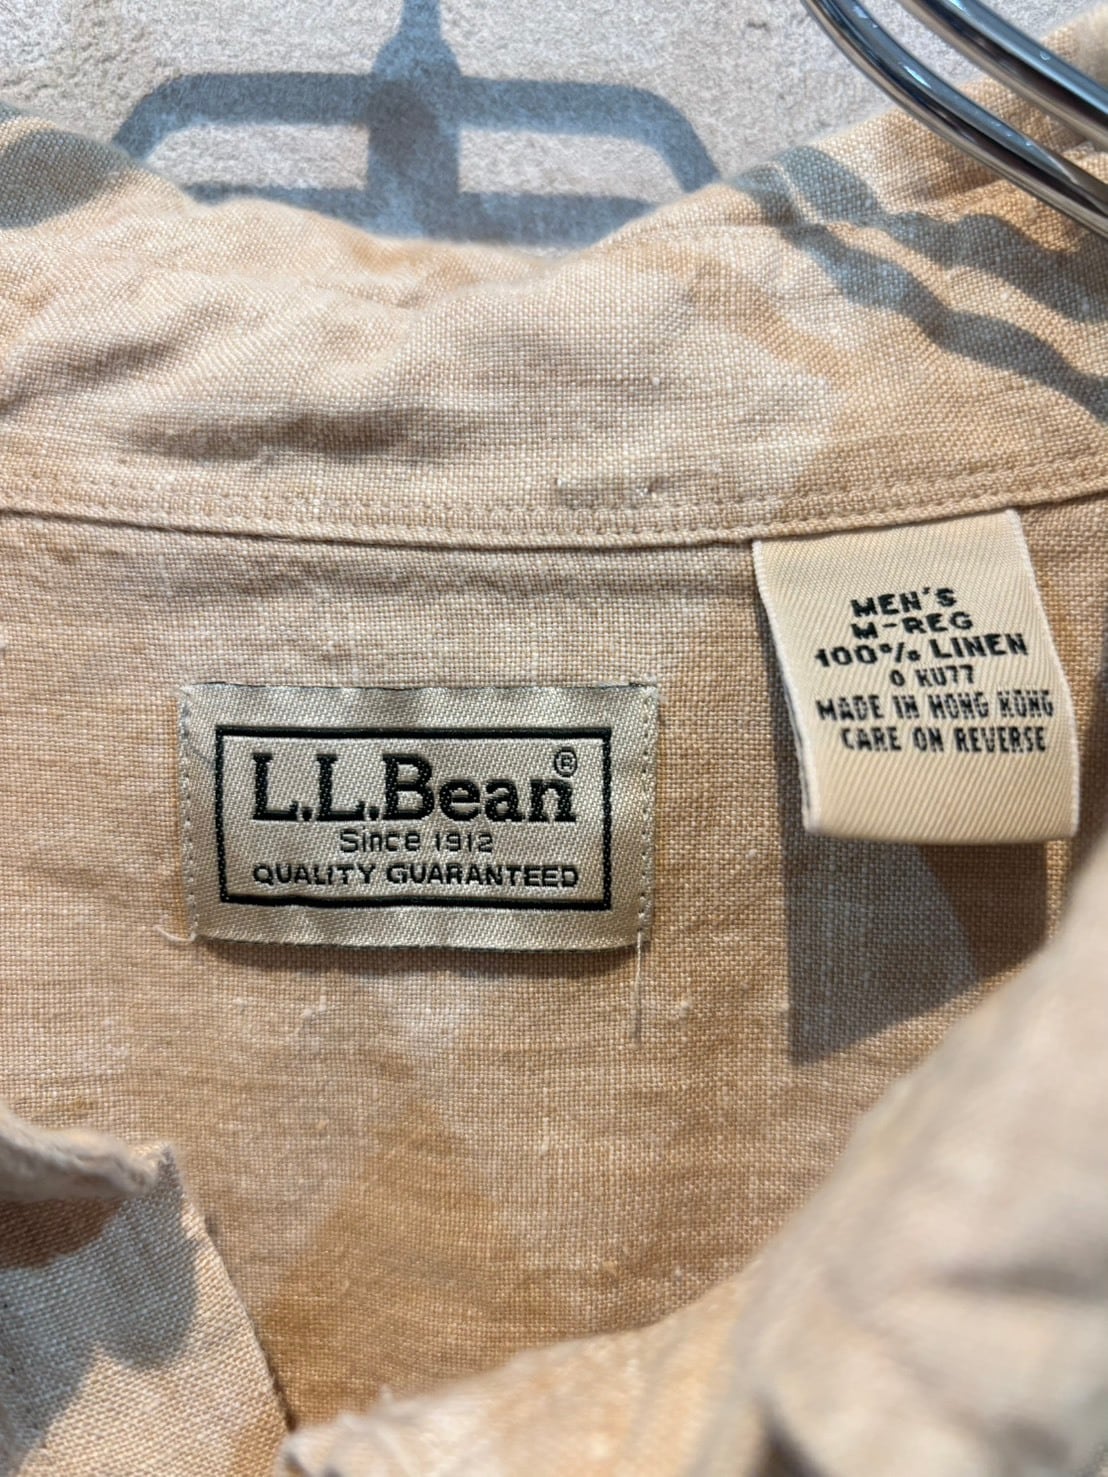 L.L.Bean®
Since 1912
QUALITY GUARANTEED
MEN'S
M-REG
100% LINEN
0 KU77
MADE IN HONG KONG
CARE ON REVERSE